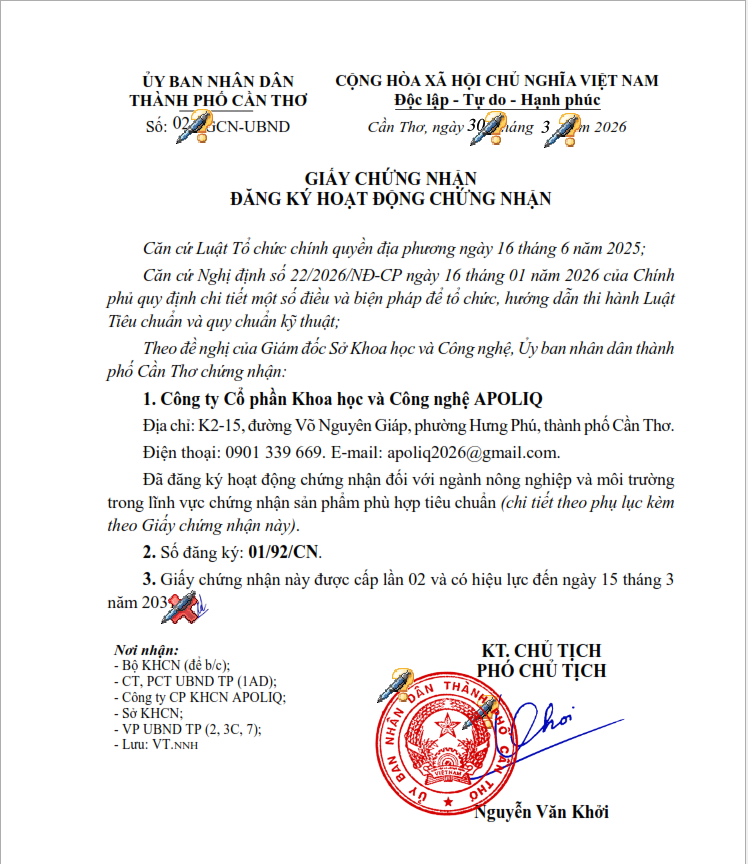 ỦY BAN NHÂN DÂN
THÀNH PHỐ CẦN THƠ
Số: 02 GCN-UBND
CỘNG HÒA XÃ HỘI CHỦ NGHĨA VIỆT NAM
Độc lập - Tự do - Hạnh phúc
Cần Thơ, ngày 30 tháng 3 năm 2026
GIẤY CHỨNG NHẬN
ĐĂNG KÝ HOẠT ĐỘNG CHỨNG NHẬN
Căn cứ Luật Tổ chức chính quyền địa phương ngày 16 tháng 6 năm 2025;
Căn cứ Nghị định số 22/2026/NĐ-CP ngày 16 tháng 01 năm 2026 của Chính
phủ quy định chi tiết một số điều và biện pháp để tổ chức, hướng dẫn thi hành Luật
Tiêu chuẩn và quy chuẩn kỹ thuật;
Theo đề nghị của Giám đốc Sở Khoa học và Công nghệ, Ủy ban nhân dân thành
phố Cần Thơ chứng nhận:
1. Công ty Cổ phần Khoa học và Công nghệ APOLIQ
Địa chỉ: K2-15, đường Võ Nguyên Giáp, phường Hưng Phú, thành phố Cần Thơ.
Điện thoại: 0901 339 669. E-mail: apoliq2026@gmail.com.
Đã đăng ký hoạt động chứng nhận đối với ngành nông nghiệp và môi trường
trong lĩnh vực chứng nhận sản phẩm phù hợp tiêu chuẩn (chi tiết theo phụ lục kèm
theo Giấy chứng nhận này).
2. Số đăng ký: 01/92/CN.
3. Giấy chứng nhận này được cấp lần 02 và có hiệu lực đến ngày 15 tháng 3
năm
Nơi nhận:
- Bộ KHCN (để b/c);
- CT, PCT UBND TP (1AD);
- Công ty CP KHCN APOLIQ;
- Sở KHCN;
- VP UBND TP (2, 3C, 7);
- Lưu: VT.NNH
KT. CHỦ TỊCH
PHÓ CHỦ TỊCH
ỦY BAN NHÂN DÂN THÀNH PHỐ CẦN THƠ
VIỆT NAM
Khởi
Nguyễn Văn Khởi